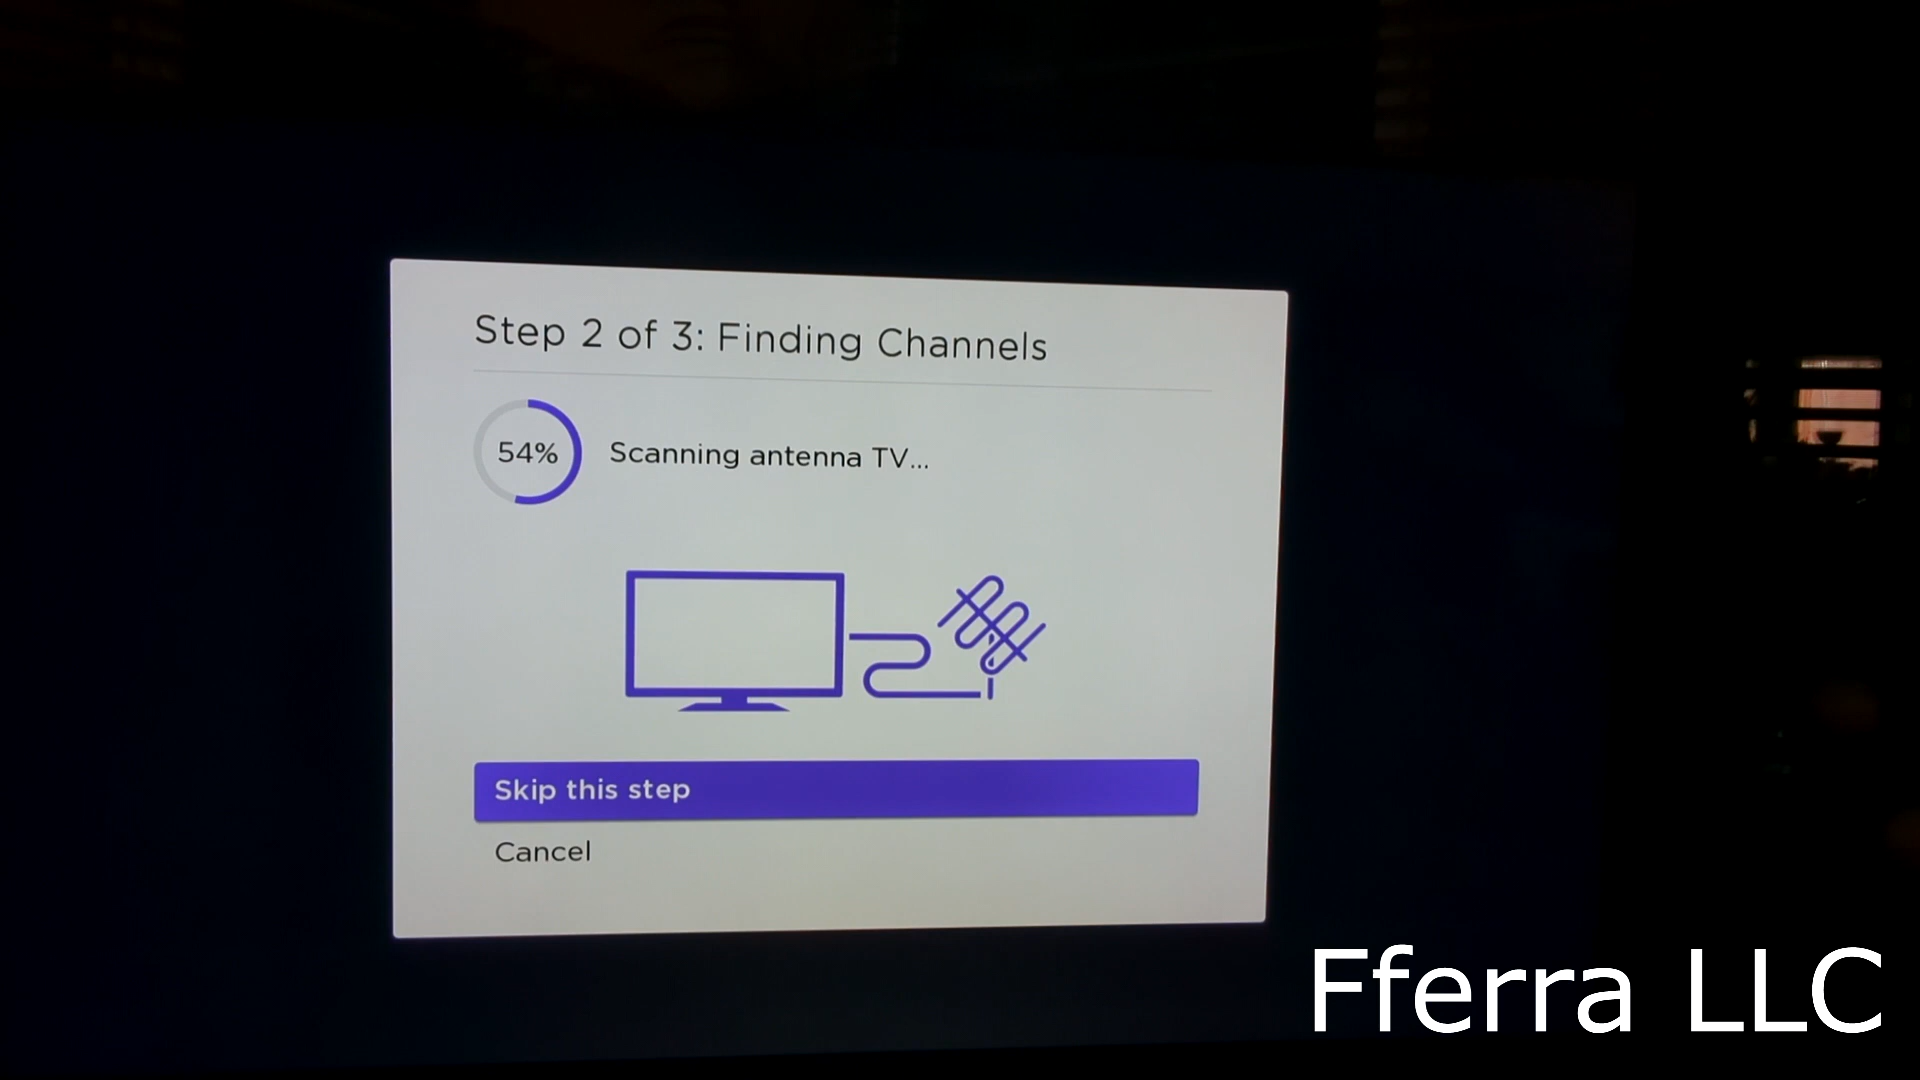 Step 2 of 3: Finding Channels
54%
Scanning antenna TV...
Skip this step
Cancel
Fferra LLC